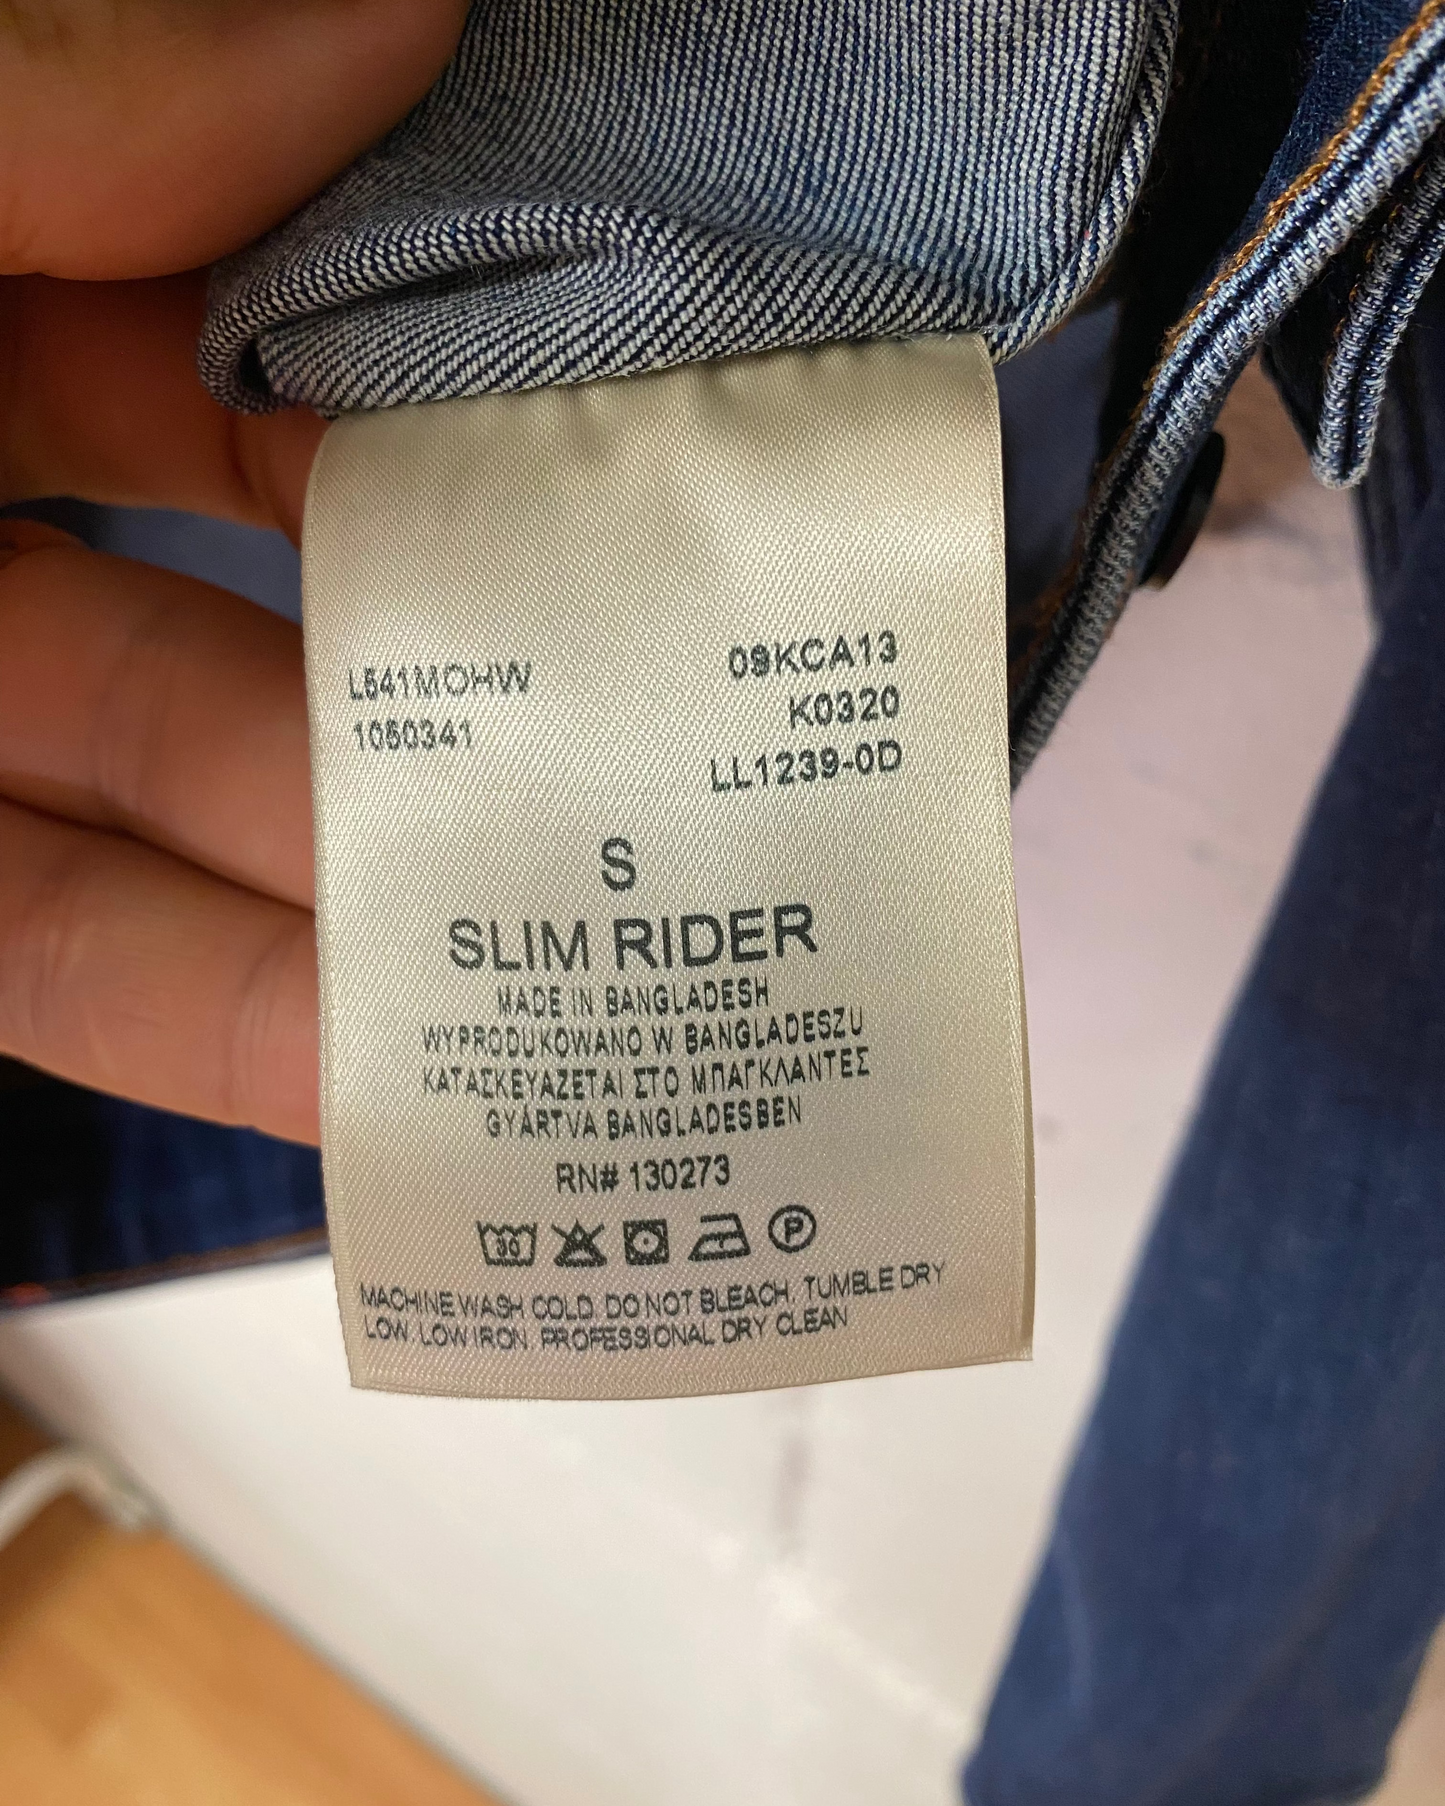 L541MOHW
1050341
09KCA13
K0320
LL1239-0D
S
SLIM RIDER
MADE IN BANGLADESH
WYPRODUKOWANO W BANGLADESZU
ΚΑΤΑΣΚΕΥΑΖΕΤΑΙ ΣΤΟ ΜΠΑΓΚΛΑΝΤΕΣ
GYÁRTVA BANGLADESBEN
RN# 130273
30 P
MACHINE WASH COLD. DO NOT BLEACH. TUMBLE DRY
LOW. LOW IRON. PROFESSIONAL DRY CLEAN